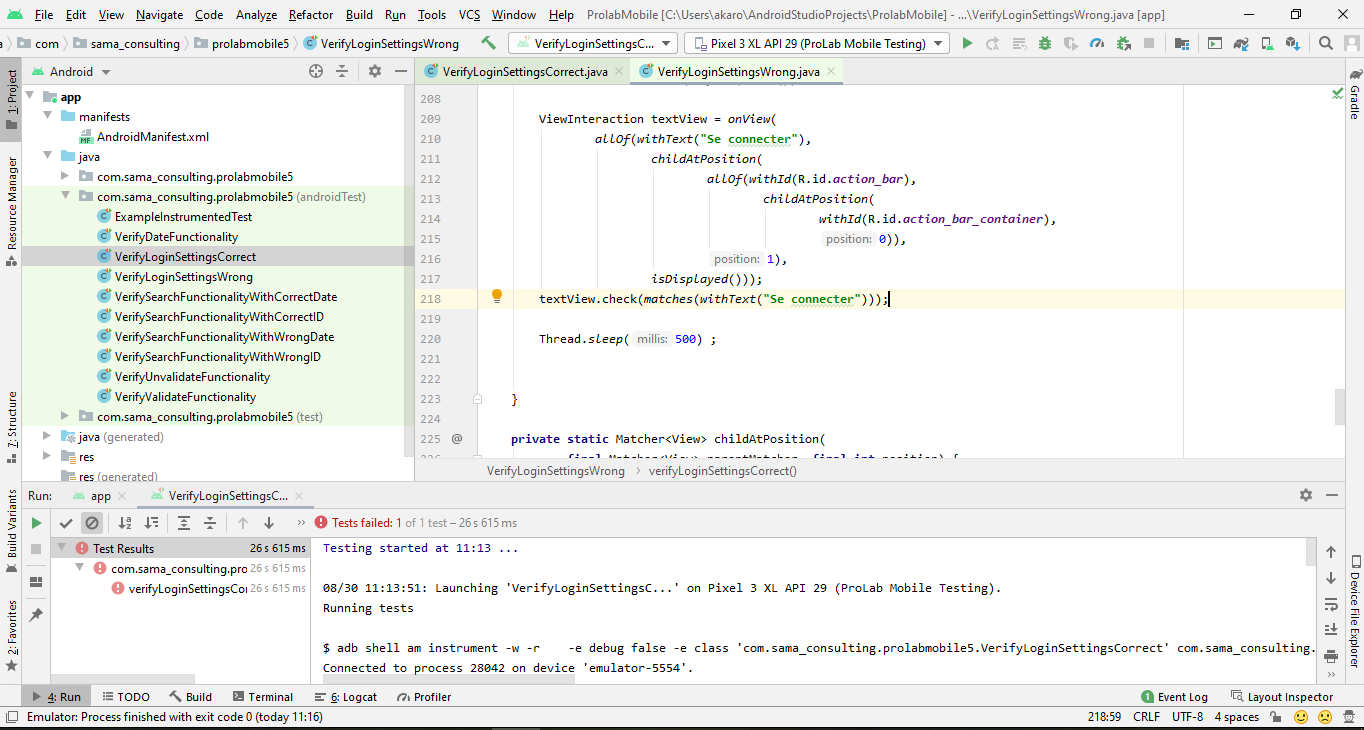 File Edit View Navigate Code Analyze Refactor Build Run Tools VCS Window Help ProlabMobile [C:\Users\akaro\AndroidStudioProjects\ProlabMobile] - ...\VerifyLoginSettingsWrong.java [app]
com sama_consulting prolabmobile5 VerifyLoginSettingsWrong VerifyLoginSettingsC... Pixel 3 XL API 29 (ProLab Mobile Testing)
Android VerifyLoginSettingsCorrect.java VerifyLoginSettingsWrong.java
1: Project
Resource Manager
7: Structure
Build Variants
2: Favorites
app
manifests
AndroidManifest.xml
java
com.sama_consulting.prolabmobile5
com.sama_consulting.prolabmobile5 (androidTest)
ExampleInstrumentedTest
VerifyDateFunctionality
VerifyLoginSettingsCorrect
VerifyLoginSettingsWrong
VerifySearchFunctionalityWithCorrectDate
VerifySearchFunctionalityWithCorrectID
VerifySearchFunctionalityWithWrongDate
VerifySearchFunctionalityWithWrongID
VerifyUnvalidateFunctionality
VerifyValidateFunctionality
com.sama_consulting.prolabmobile5 (test)
java (generated)
res
res (generated)
208
209 ViewInteraction textView = onView(
210 allOf(withText("Se connecter"),
211 childAtPosition(
212 allOf(withId(R.id.action_bar),
213 childAtPosition(
214 withId(R.id.action_bar_container),
215 position: 0)),
216 position: 1),
217 isDisplayed()));
218 textView.check(matches(withText("Se connecter")));
219
220 Thread.sleep( millis: 500) ;
221
222
223 }
224
225 @ private static Matcher<View> childAtPosition(
226 final Matcher<View> parentMatcher, final int position) {
VerifyLoginSettingsWrong verifyLoginSettingsCorrect()
Gradle
Device File Explorer
Run: app VerifyLoginSettingsC...
Tests failed: 1 of 1 test – 26 s 615 ms
Test Results 26 s 615 ms
com.sama_consulting.pro 26 s 615 ms
verifyLoginSettingsCor 26 s 615 ms
Testing started at 11:13 ...
08/30 11:13:51: Launching 'VerifyLoginSettingsC...' on Pixel 3 XL API 29 (ProLab Mobile Testing).
Running tests
$ adb shell am instrument -w -r -e debug false -e class 'com.sama_consulting.prolabmobile5.VerifyLoginSettingsCorrect' com.sama_consulting.
Connected to process 28042 on device 'emulator-5554'.
4: Run TODO Build Terminal 6: Logcat Profiler 1 Event Log Layout Inspector
Emulator: Process finished with exit code 0 (today 11:16) 218:59 CRLF UTF-8 4 spaces